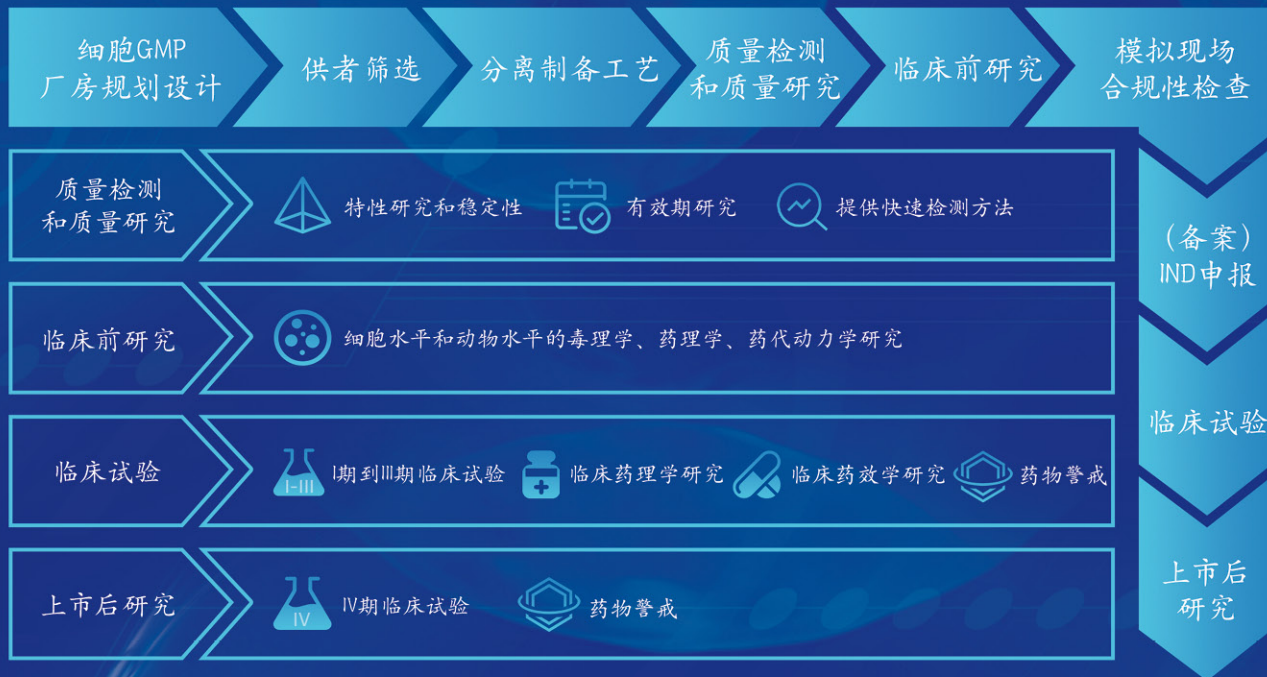 细胞GMP
厂房规划设计
供者筛选
分离制备工艺
质量检测
和质量研究
临床前研究
模拟现场
合规性检查
（备案）
IND申报
临床试验
上市后
研究
质量检测
和质量研究
特性研究和稳定性
有效期研究
提供快速检测方法
临床前研究
细胞水平和动物水平的毒理学、药理学、药代动力学研究
临床试验
I-III
I期到III期临床试验
临床药理学研究
临床药效学研究
药物警戒
上市后研究
IV
IV期临床试验
药物警戒